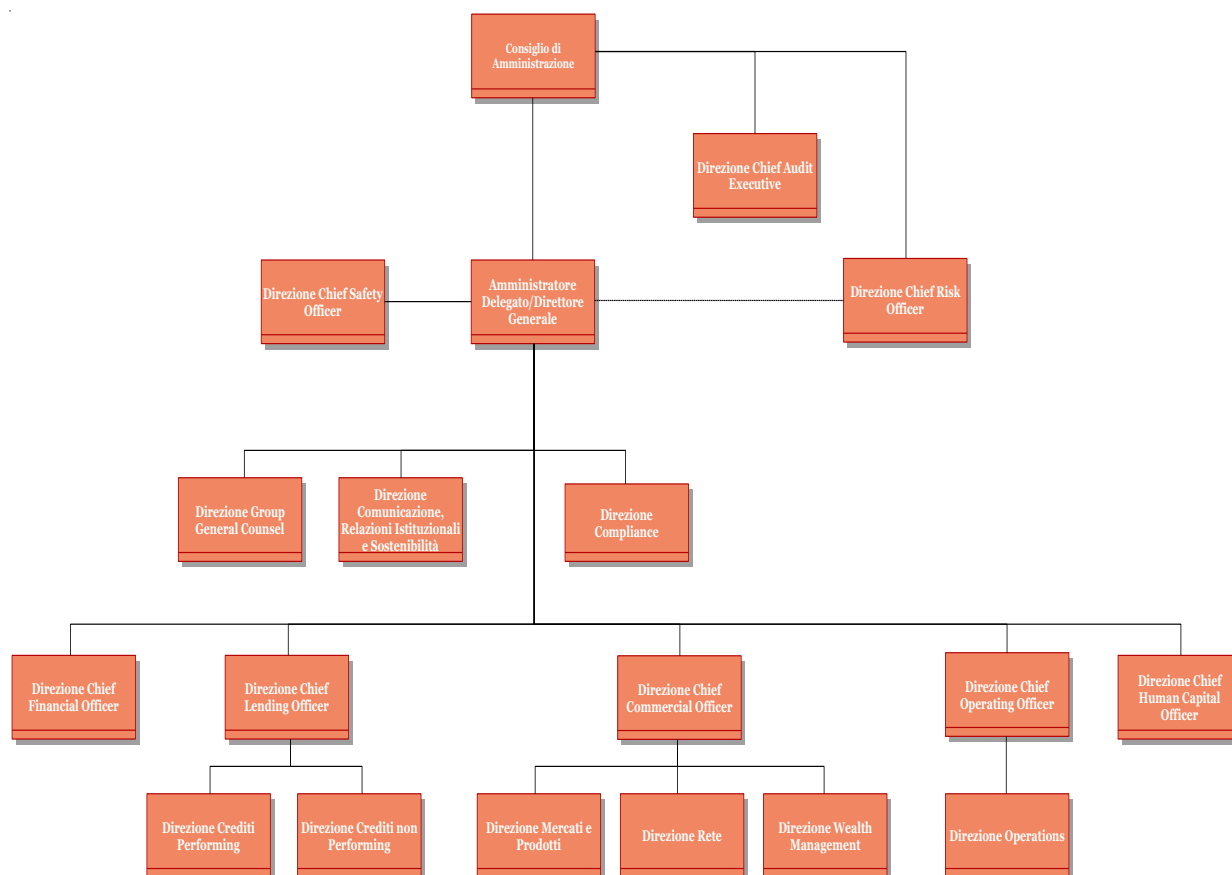 Consiglio di
Amministrazione
Direzione Chief Audit
Executive
Direzione Chief Safety
Officer
Amministratore
Delegato/Direttore
Generale
Direzione Chief Risk
Officer
Direzione Group
General Counsel
Direzione
Comunicazione,
Relazioni Istituzionali
e Sostenibilità
Direzione
Compliance
Direzione Chief
Financial Officer
Direzione Chief
Lending Officer
Direzione Chief
Commercial Officer
Direzione Chief
Operating Officer
Direzione Chief
Human Capital
Officer
Direzione Crediti
Performing
Direzione Crediti non
Performing
Direzione Mercati e
Prodotti
Direzione Rete
Direzione Wealth
Management
Direzione Operations